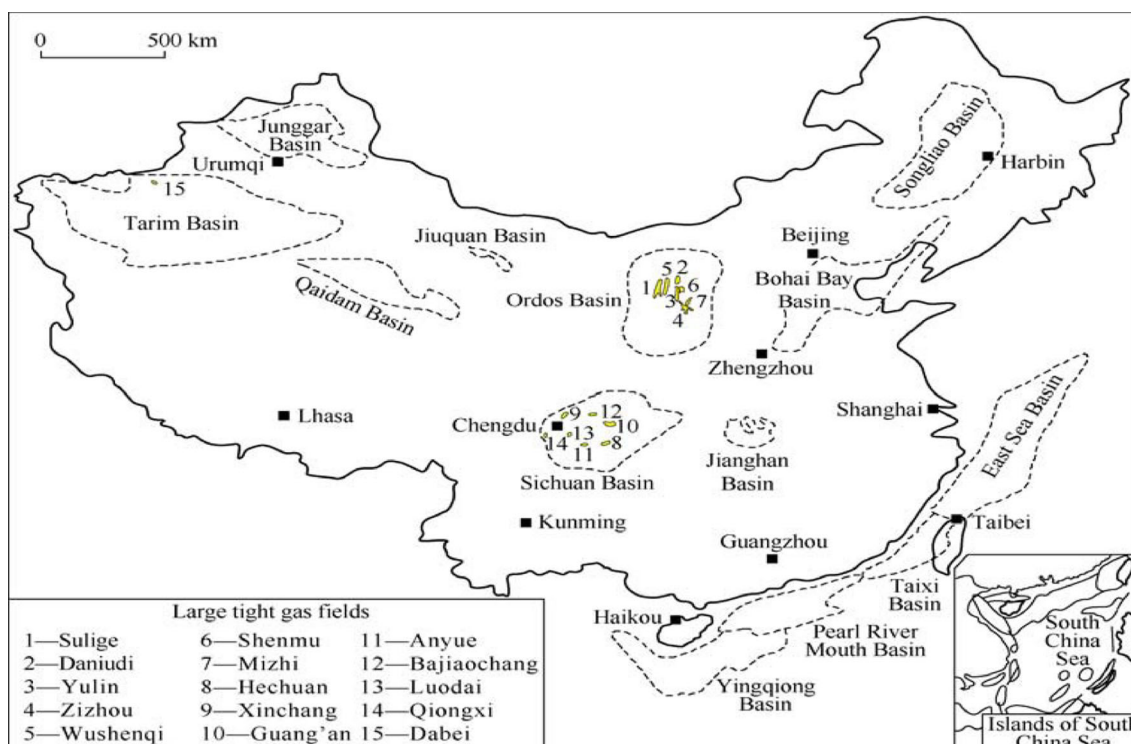 0 500 km
Junggar
Basin
Urumqi
15
Tarim Basin
Songliao Basin
Harbin
Jiuquan Basin
Qaidam Basin
Beijing
Bohai Bay
Basin
Ordos Basin
5 2
1 6
3 7
4
Zhengzhou
Lhasa
Chengdu
9 12
10
14 13
11 8
Sichuan Basin
Jianghan
Basin
Shanghai
East Sea Basin
Kunming
Guangzhou
Taibei
Taixi
Basin
Haikou
Pearl River
Mouth Basin
Yingqiong
Basin
South
China
Sea
Islands of South
China Sea
Large tight gas fields
1—Sulige 6—Shenmu 11—Anyue
2—Daniudi 7—Mizhi 12—Bajiaochang
3—Yulin 8—Hechuan 13—Luodai
4—Zizhou 9—Xinchang 14—Qiongxi
5—Wushenqi 10—Guang'an 15—Dabei